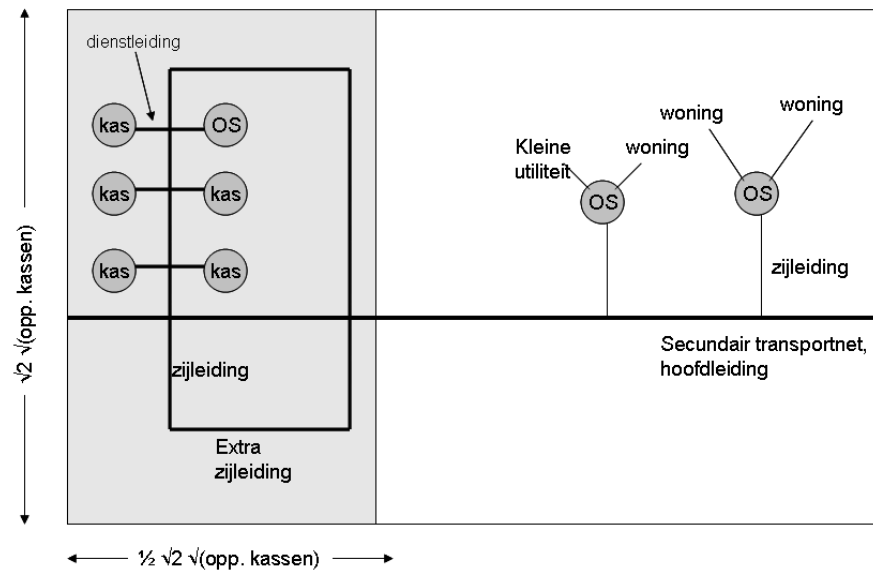 dienstleiding
kas
OS
kas
kas
kas
kas
zijleiding
Extra
zijleiding
Kleine
utiliteit
woning
OS
woning
woning
OS
zijleiding
Secundair transportnet,
hoofdleiding
√2 √(opp. kassen)
½ √2 √(opp. kassen)